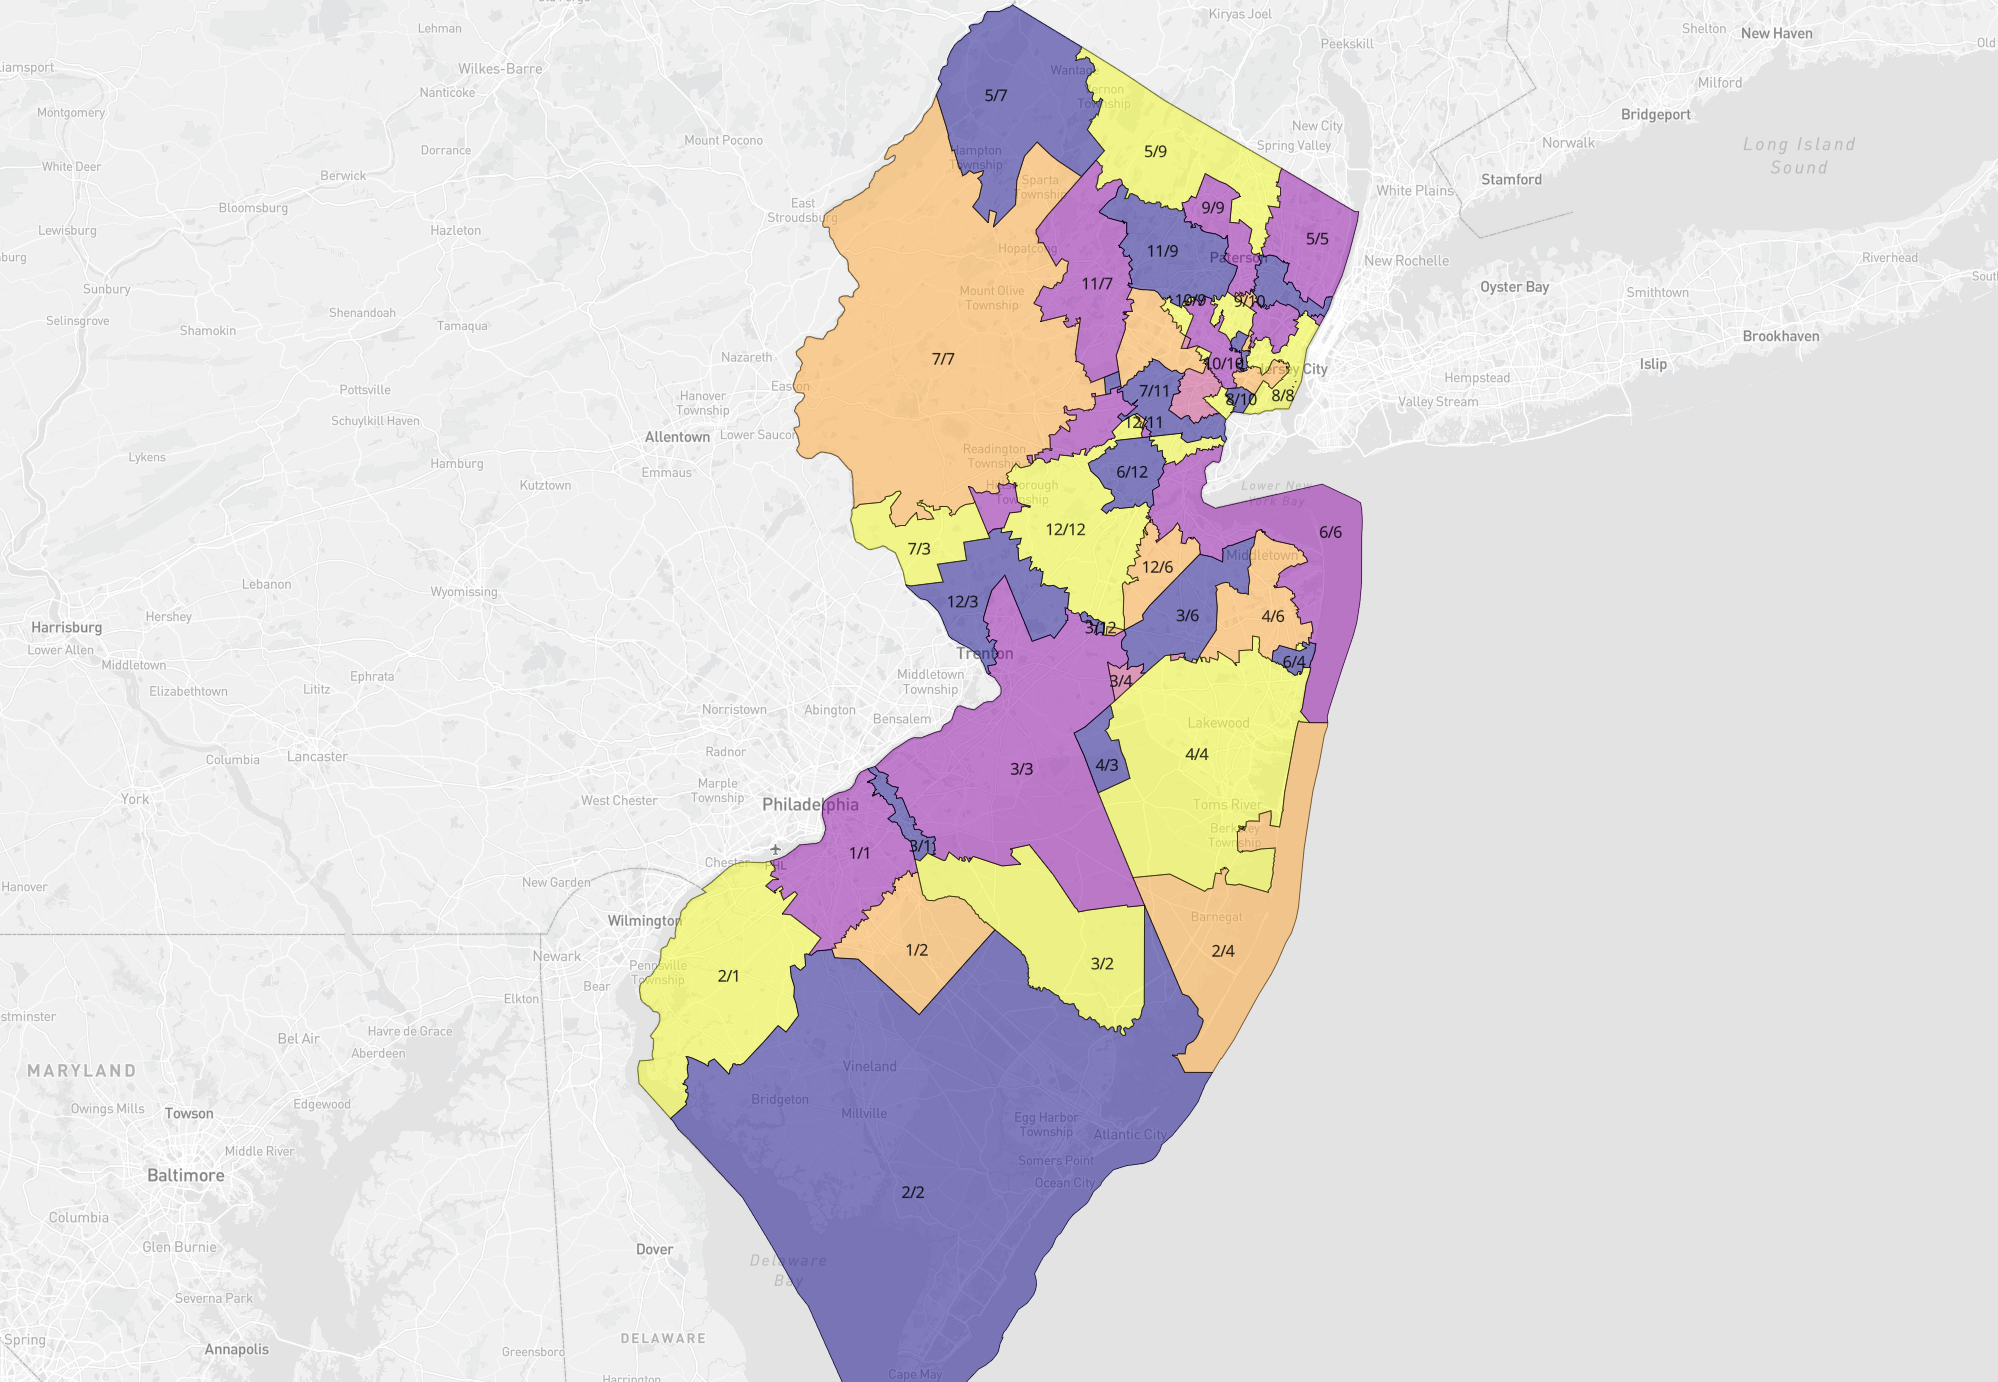 Lehman
Kiryas Joel
Peekskill
Shelton
New Haven
Old
liamsport
Wilkes-Barre
Wantage
Milford
Nanticoke
5/7
Vernon
Township
Montgomery
New City
Bridgeport
Mount Pocono
Spring Valley
Norwalk
Long Island
Sound
Dorrance
Hampton
Township
5/9
White Deer
Berwick
Sparta
Township
Stamford
White Plains
Bloomsburg
East
Stroudsburg
9/9
Lewisburg
Hazleton
5/5
Hopatcong
11/9
Paterson
New Rochelle
Riverhead
burg
Sunbury
Mount Olive
Township
11/7
Oyster Bay
Smithtown
South
10/9
9/10
Shenandoah
Selinsgrove
Shamokin
Tamaqua
Brookhaven
Nazareth
7/7
10/10
Jersey City
Islip
Hempstead
Pottsville
Easton
Hanover
Township
7/11
8/10
8/8
Valley Stream
Schuylkill Haven
12/11
Allentown
Lower Saucon
Readington
Township
Lykens
Hamburg
Emmaus
6/12
Kutztown
Hillsborough
Township
Lower New
York Bay
12/12
6/6
7/3
Middletown
12/6
Lebanon
Wyomissing
12/3
Hershey
3/6
4/6
Harrisburg
3/12
Lower Allen
Trenton
6/4
Middletown
Ephrata
Middletown
Township
3/4
Elizabethtown
Lititz
Norristown
Abington
Bensalem
Lakewood
Lancaster
Radnor
4/4
Columbia
4/3
3/3
Marple
Township
York
West Chester
Philadelphia
Toms River
Berkeley
Township
3/1
1/1
Chester
PHL
Hanover
New Garden
Wilmington
Barnegat
1/2
2/4
Newark
3/2
Pennsville
Township
2/1
Bear
Elkton
stminster
Bel Air
Havre de Grace
Aberdeen
MARYLAND
Vineland
Owings Mills
Towson
Edgewood
Bridgeton
Millville
Egg Harbor
Township
Atlantic City
Middle River
Somers Point
Baltimore
Ocean City
2/2
Columbia
Glen Burnie
Dover
Delaware
Bay
Severna Park
Spring
Annapolis
DELAWARE
Greensboro
Cape May
Harrington